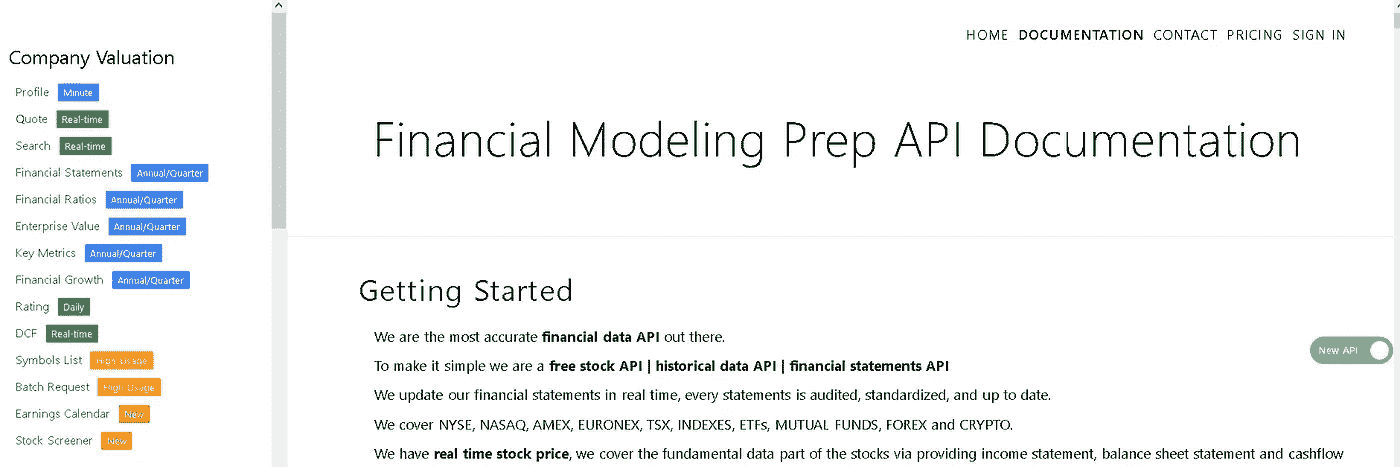 Company Valuation
Profile Minute
Quote Real-time
Search Real-time
Financial Statements Annual/Quarter
Financial Ratios Annual/Quarter
Enterprise Value Annual/Quarter
Key Metrics Annual/Quarter
Financial Growth Annual/Quarter
Rating Daily
DCF Real-time
Symbols List High Usage
Batch Request High Usage
Earnings Calendar New
Stock Screener New
HOME DOCUMENTATION CONTACT PRICING SIGN IN
Financial Modeling Prep API Documentation
Getting Started
We are the most accurate financial data API out there.
To make it simple we are a free stock API | historical data API | financial statements API
New API
We update our financial statements in real time, every statements is audited, standardized, and up to date.
We cover NYSE, NASAQ, AMEX, EURONEX, TSX, INDEXES, ETFs, MUTUAL FUNDS, FOREX and CRYPTO.
We have real time stock price, we cover the fundamental data part of the stocks via providing income statement, balance sheet statement and cashflow